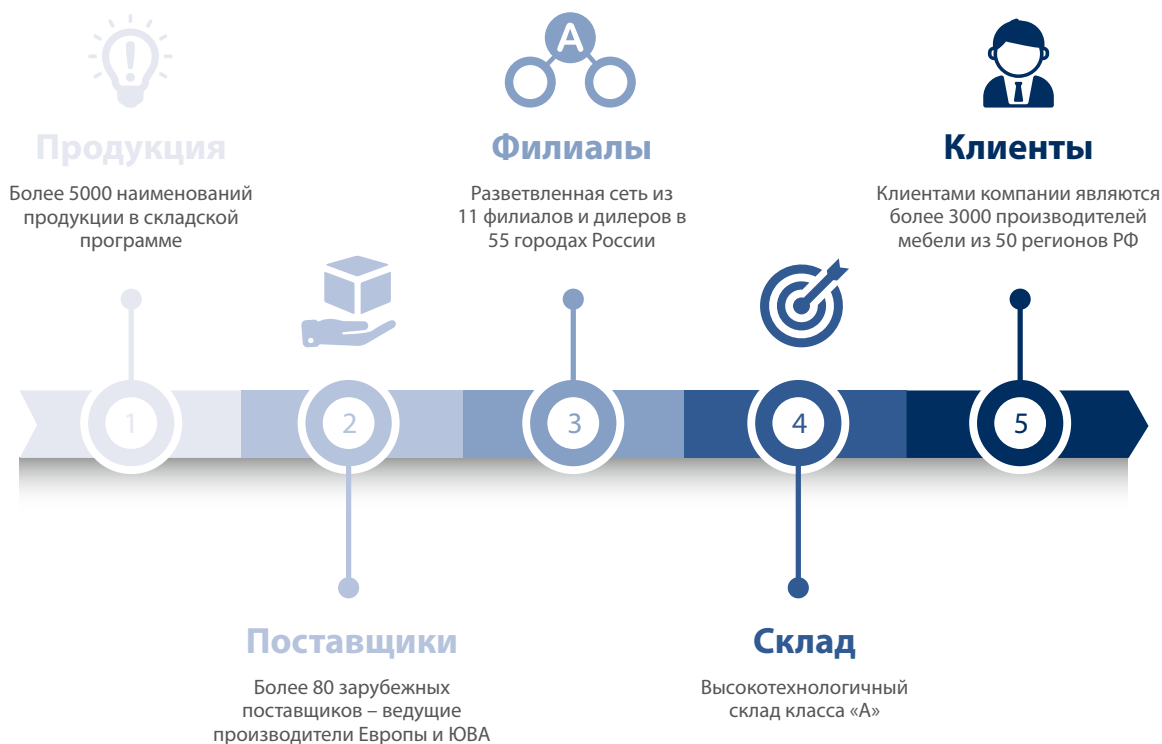 A
Продукция
Более 5000 наименований
продукции в складской
программе
Филиалы
Разветвленная сеть из
11 филиалов и дилеров в
55 городах России
Клиенты
Клиентами компании являются
более 3000 производителей
мебели из 50 регионов РФ
1
2
3
4
5
Поставщики
Более 80 зарубежных
поставщиков – ведущие
производители Европы и ЮВА
Склад
Высокотехнологичный
склад класса «А»